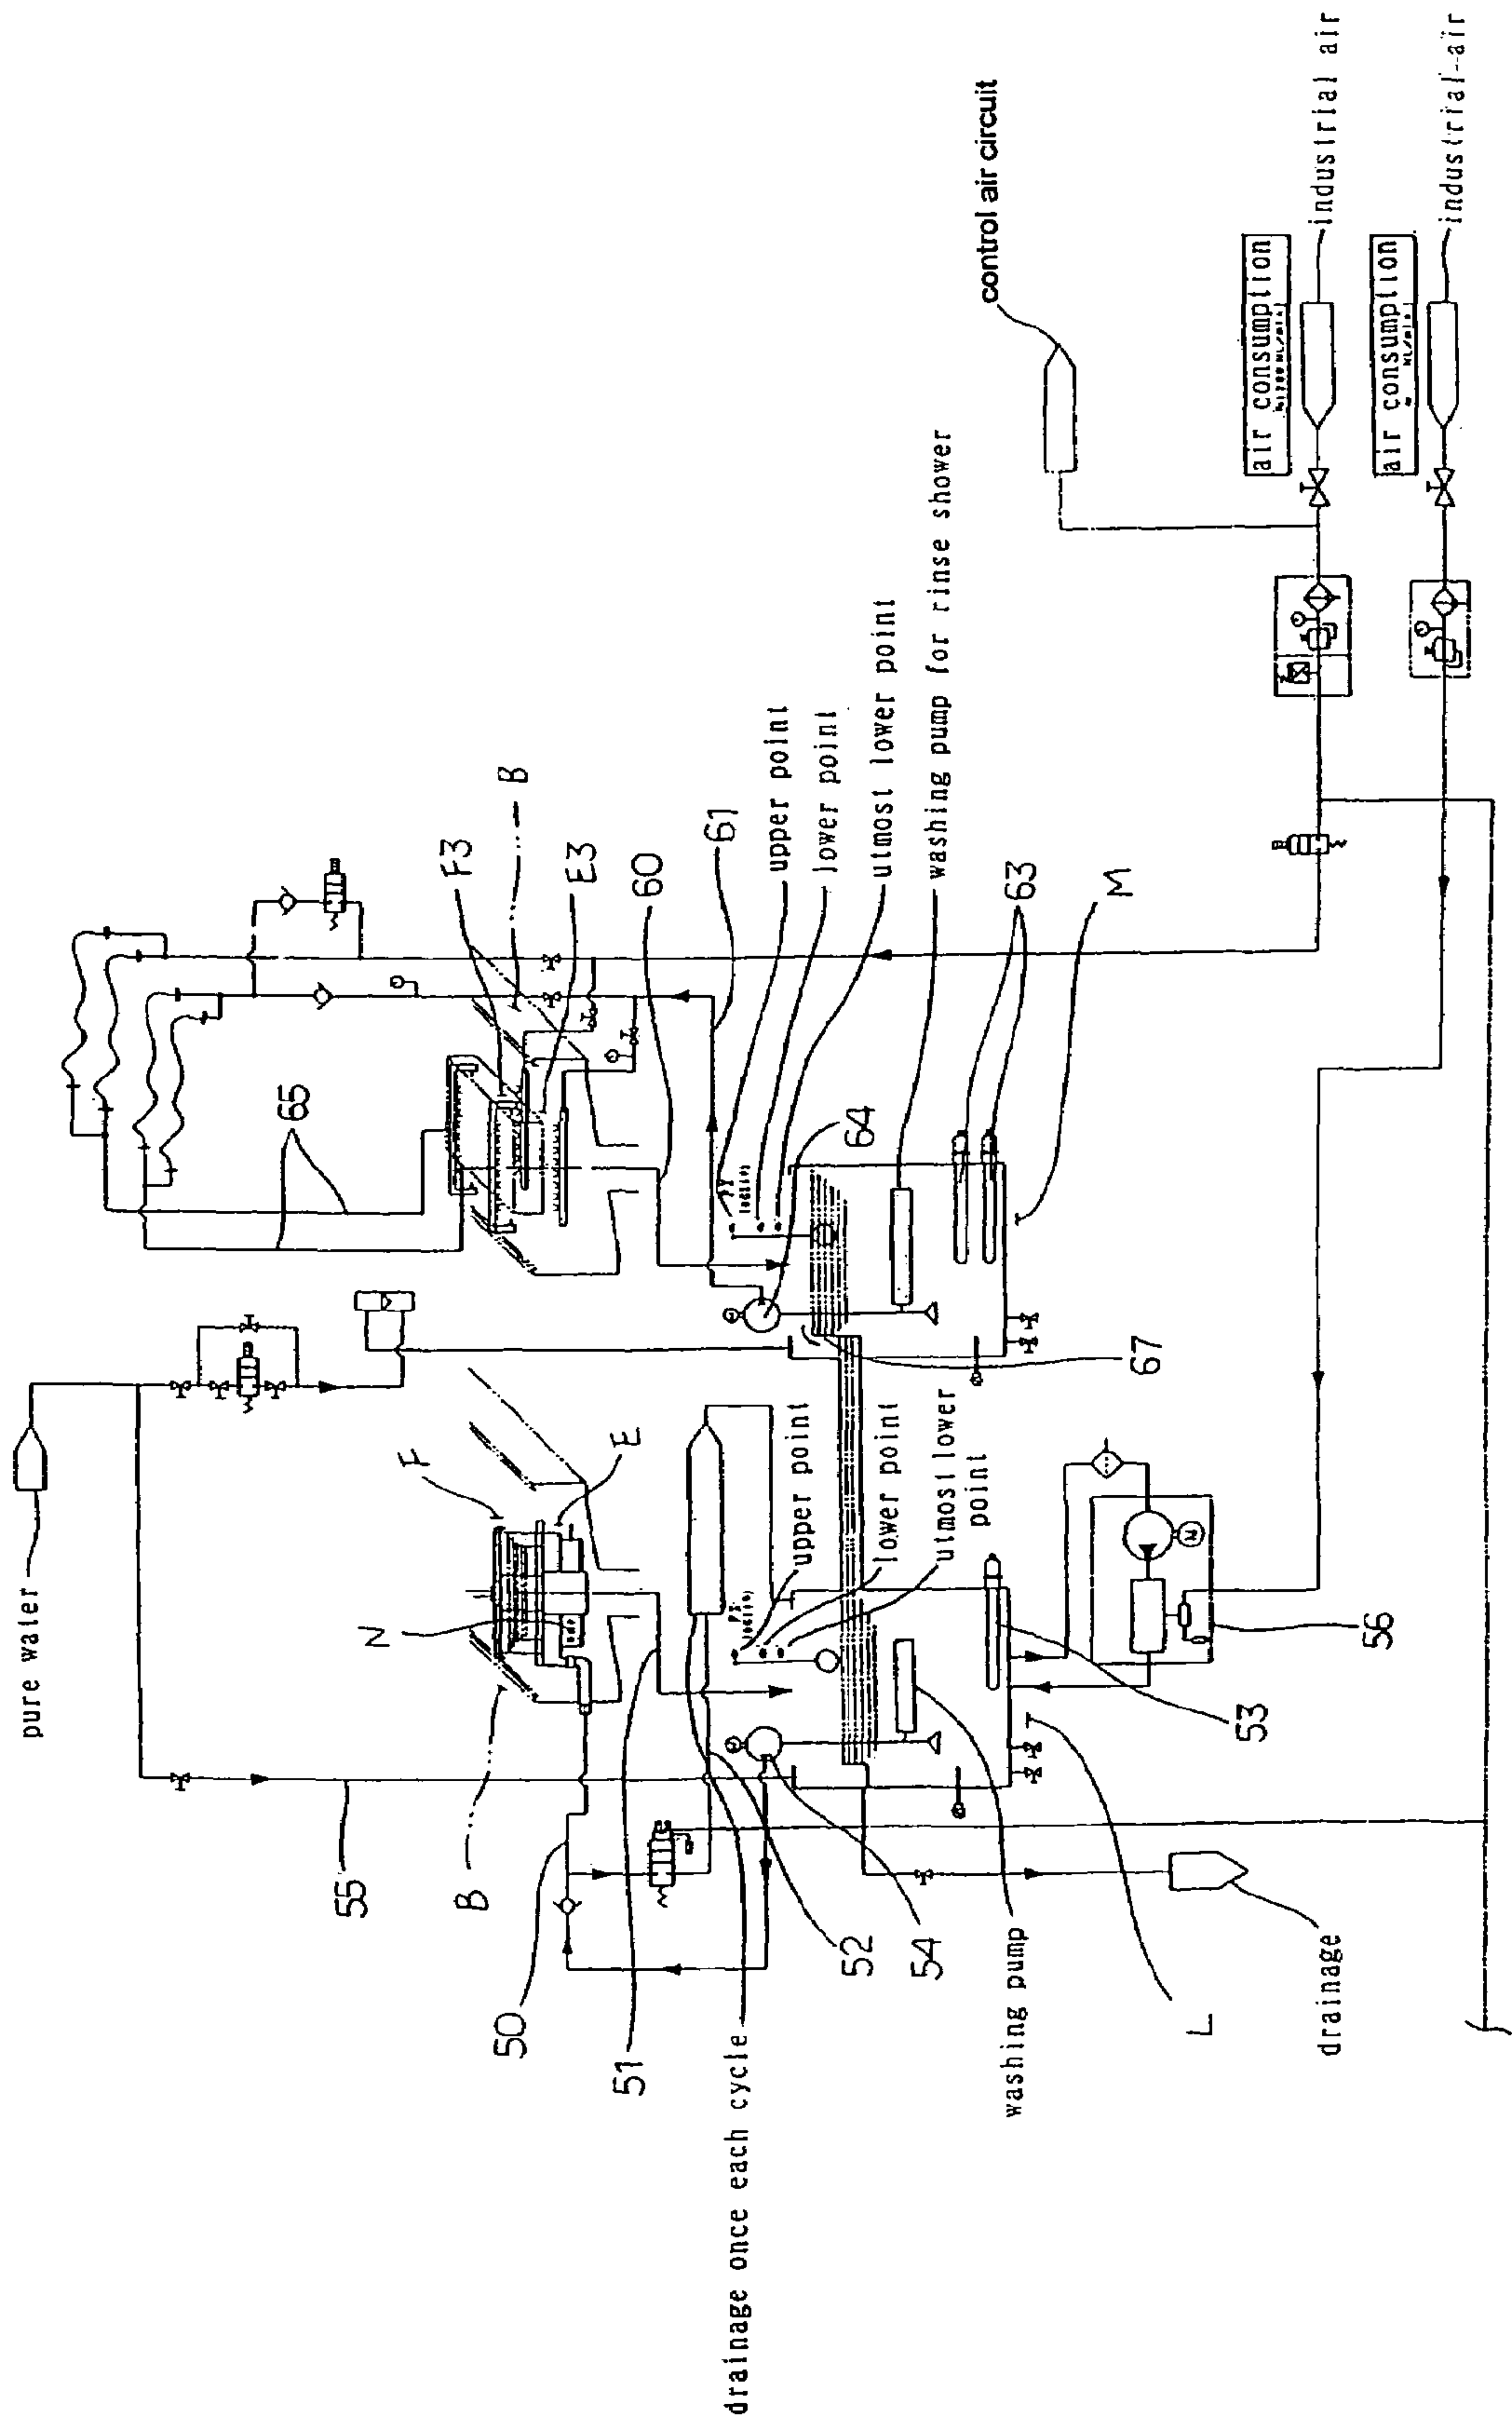 pure water
65
F3
B
E3
60
61
upper point
lower point
utmost lower point
washing pump for rinse shower
64
63
M
67
control air circuit
air consumption
industrial air
air consumption
industrial air
F
E
N
B
55
50
51
52
54
drainage once each cycle
upper point
lower point
utmost lower
point
washing pump
53
56
L
drainage